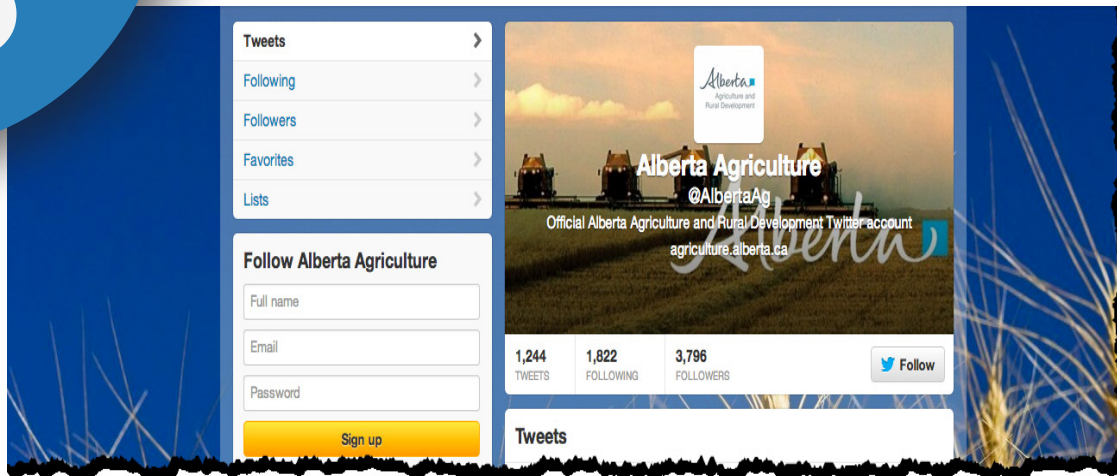 Tweets
Following
Followers
Favorites
Lists
Follow Alberta Agriculture
Full name
Email
Password
Sign up
Alberta
Agriculture and
Rural Development
Alberta Agriculture
@AlbertaAg
Official Alberta Agriculture and Rural Development Twitter account
agriculture.alberta.ca
Alberta
1,244
TWEETS
1,822
FOLLOWING
3,796
FOLLOWERS
Follow
Tweets